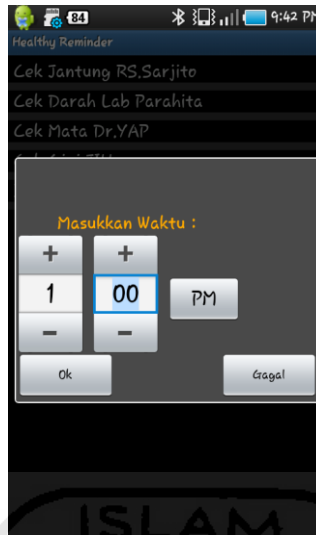 84 9:42 PM
Healthy Reminder
Cek Jantung RS.Sarjito
Cek Darah Lab Parahita
Cek Mata Dr.YAP
Masukkan Waktu :
+ +
1 00 PM
- -
Ok Gagal
ISLAM